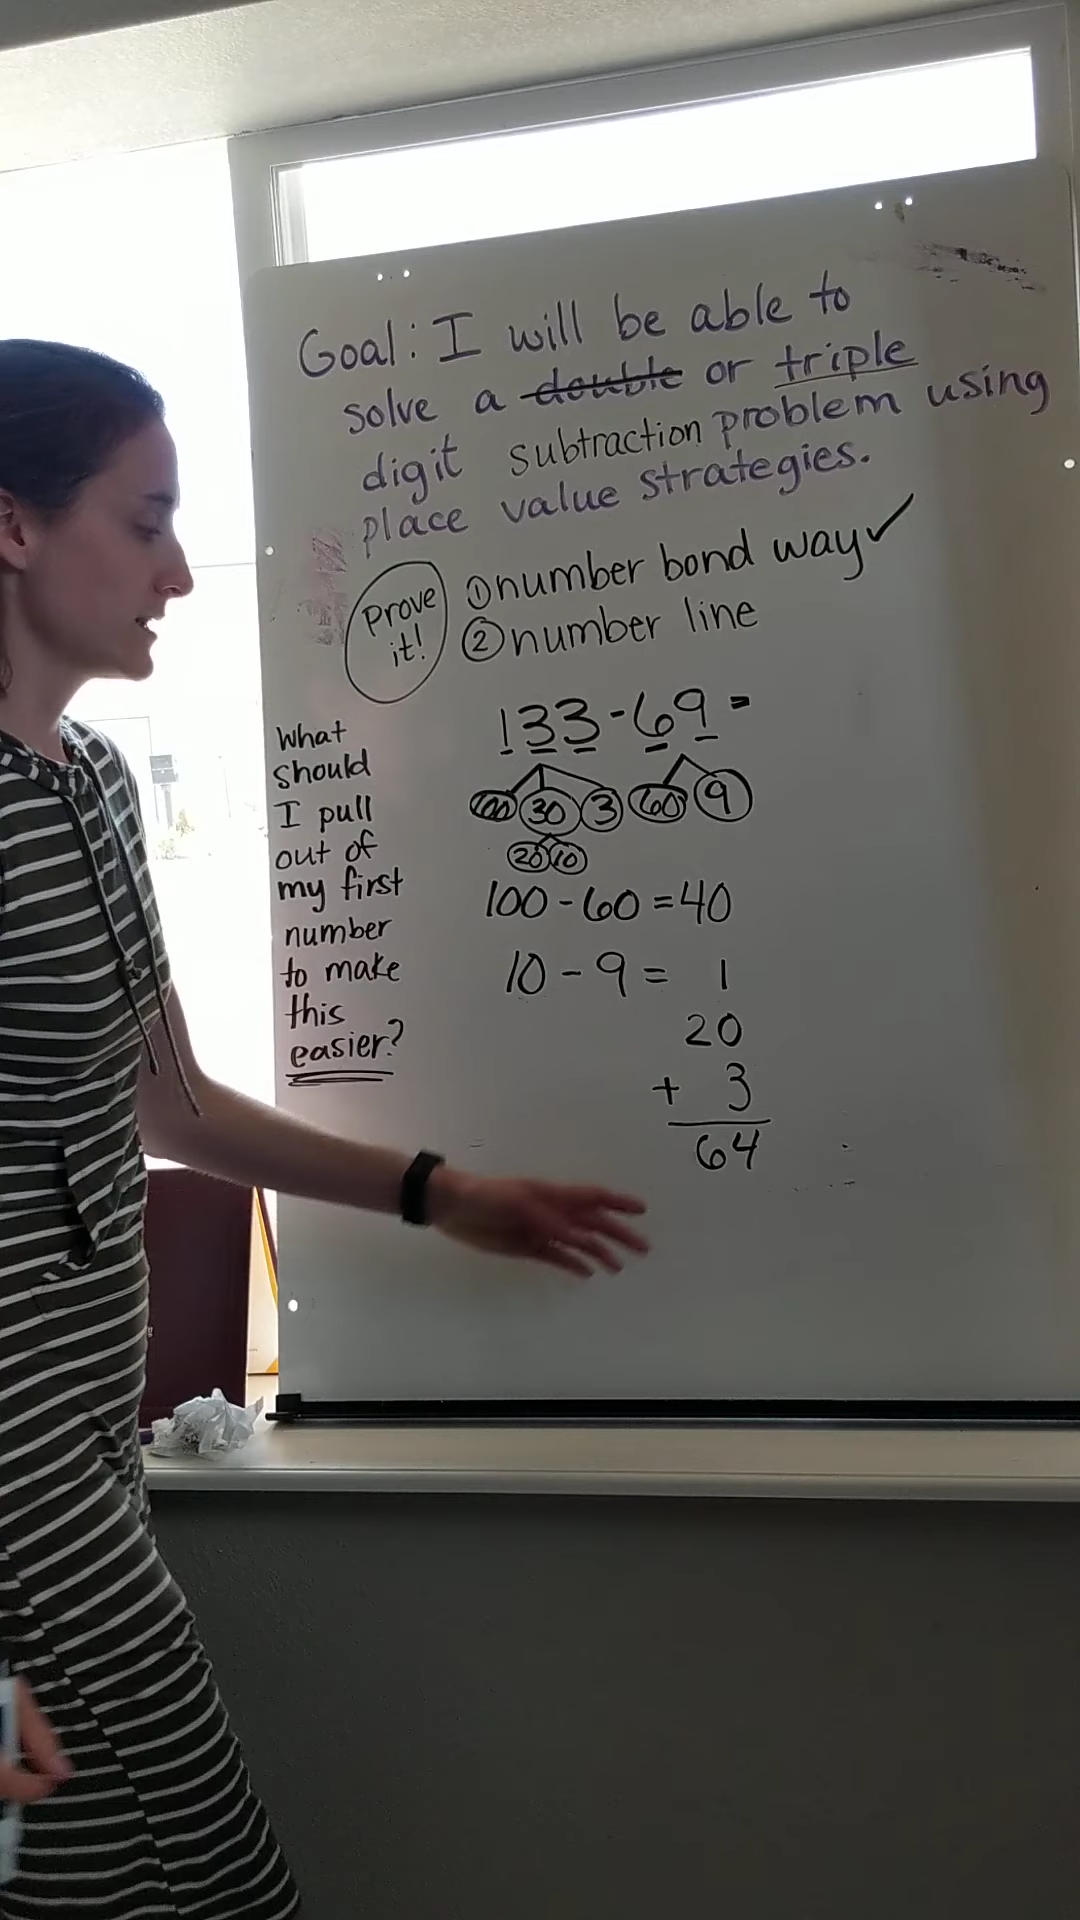 Goal: I will be able to
solve a double or triple
digit subtraction problem using
place value strategies.
Prove it!
① number bond way ✓
② number line
What
should
I pull
out of
my first
number
to make
this
easier?
133 - 69 =
100 30 3 60 9
20 10
100 - 60 = 40
10 - 9 = 1
20
+ 3
64